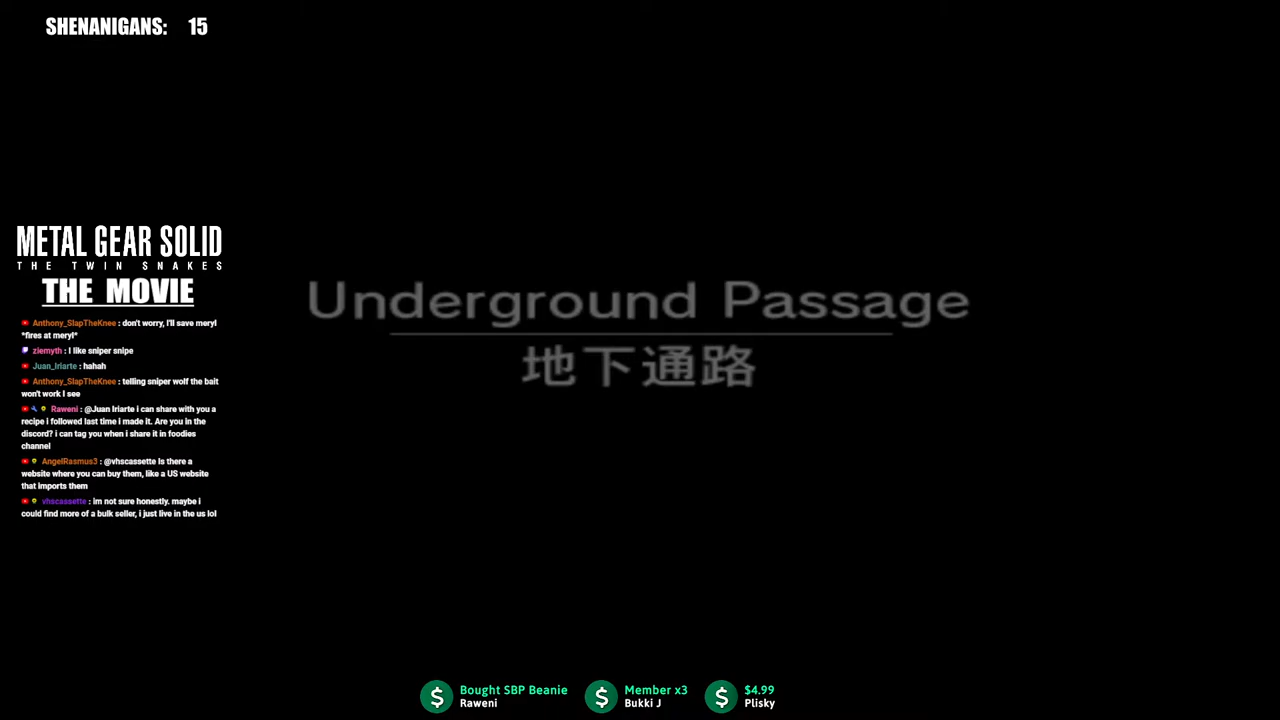 SHENANIGANS: 15
METAL GEAR SOLID
THE TWIN SNAKES
THE MOVIE
Underground Passage
地下通路
Anthony_SlapTheKnee : don't worry, I'll save meryl
*fires at meryl*
ziemyth : I like sniper snipe
Juan_Iriarte : hahah
Anthony_SlapTheKnee : telling sniper wolf the bait
won't work I see
Raweni : @Juan Iriarte i can share with you a
recipe i followed last time i made it. Are you in the
discord? i can tag you when i share it in foodies
channel
AngelRasmus3 : @vhscassette Is there a
website where you can buy them, like a US website
that imports them
vhscassette : im not sure honestly. maybe i
could find more of a bulk seller, i just live in the us lol
Bought SBP Beanie
Raweni
Member x3
Bukki J
$4.99
Plisky